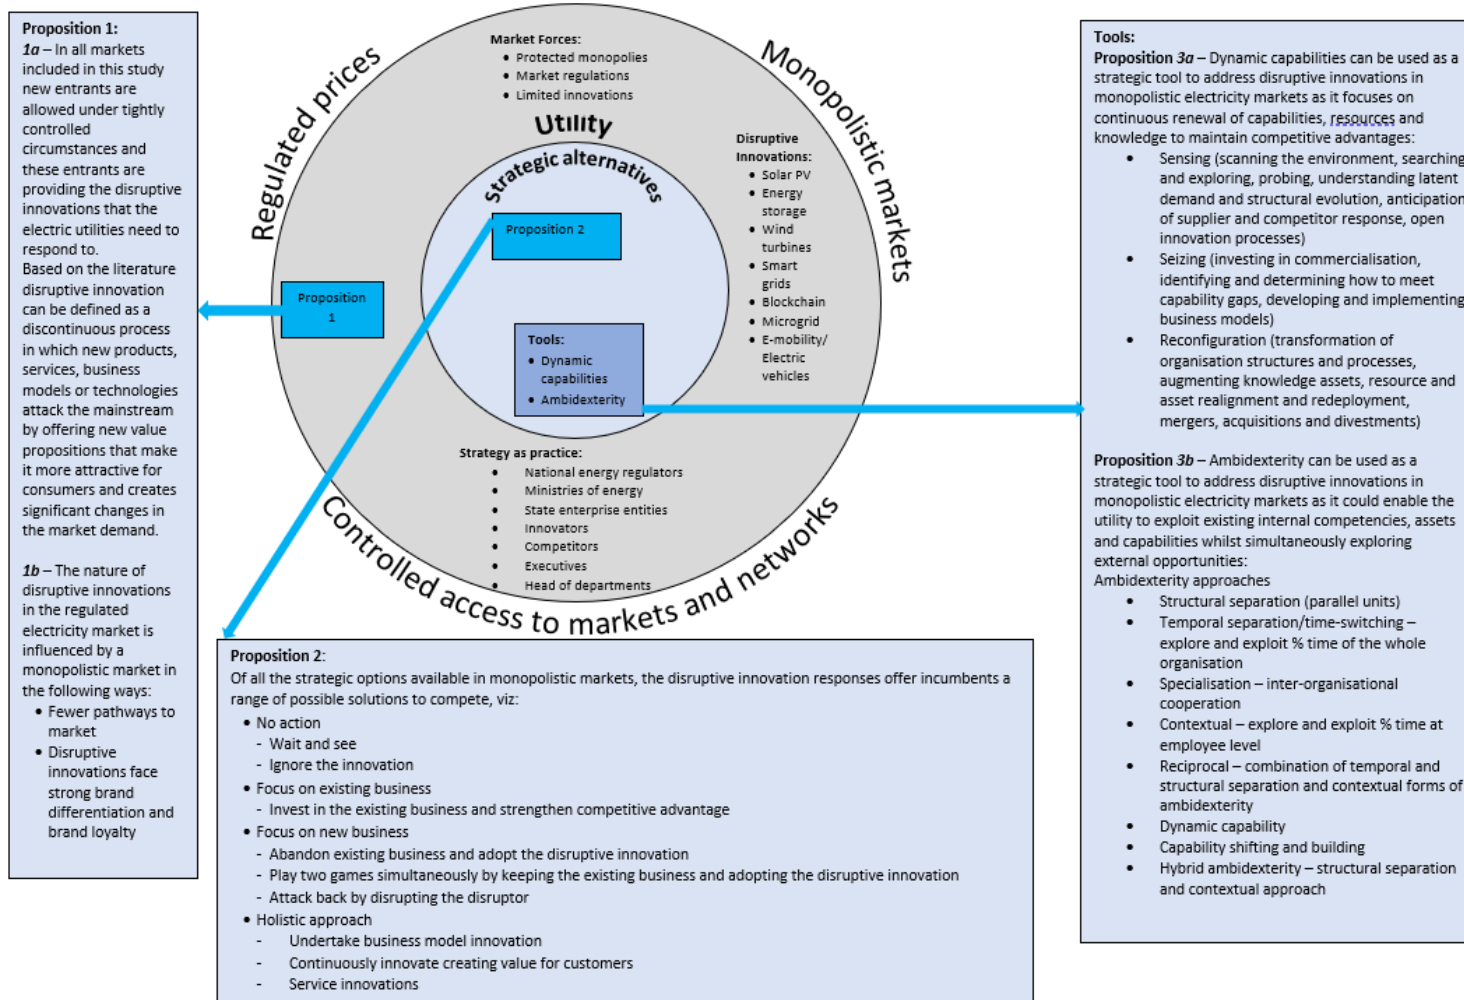 Proposition 1:
1a – In all markets
included in this study
new entrants are
allowed under tightly
controlled
circumstances and
these entrants are
providing the disruptive
innovations that the
electric utilities need to
respond to.
Based on the literature
disruptive innovation
can be defined as a
discontinuous process
in which new products,
services, business
models or technologies
attack the mainstream
by offering new value
propositions that make
it more attractive for
consumers and creates
significant changes in
the market demand.
1b – The nature of
disruptive innovations
in the regulated
electricity market is
influenced by a
monopolistic market in
the following ways:
• Fewer pathways to
market
• Disruptive
innovations face
strong brand
differentiation and
brand loyalty
Regulated prices
Monopolistic markets
Controlled access to markets and networks
Market Forces:
• Protected monopolies
• Market regulations
• Limited innovations
Utility
Strategic alternatives
Proposition 2
Proposition
1
Tools:
• Dynamic
capabilities
• Ambidexterity
Disruptive
Innovations:
• Solar PV
• Energy
storage
• Wind
turbines
• Smart
grids
• Blockchain
• Microgrid
• E-mobility/
Electric
vehicles
Strategy as practice:
• National energy regulators
• Ministries of energy
• State enterprise entities
• Innovators
• Competitors
• Executives
• Head of departments
Proposition 2:
Of all the strategic options available in monopolistic markets, the disruptive innovation responses offer incumbents a
range of possible solutions to compete, viz:
• No action
- Wait and see
- Ignore the innovation
• Focus on existing business
- Invest in the existing business and strengthen competitive advantage
• Focus on new business
- Abandon existing business and adopt the disruptive innovation
- Play two games simultaneously by keeping the existing business and adopting the disruptive innovation
- Attack back by disrupting the disruptor
• Holistic approach
- Undertake business model innovation
- Continuously innovate creating value for customers
- Service innovations
Tools:
Proposition 3a – Dynamic capabilities can be used as a
strategic tool to address disruptive innovations in
monopolistic electricity markets as it focuses on
continuous renewal of capabilities, resources and
knowledge to maintain competitive advantages:
• Sensing (scanning the environment, searching
and exploring, probing, understanding latent
demand and structural evolution, anticipation
of supplier and competitor response, open
innovation processes)
• Seizing (investing in commercialisation,
identifying and determining how to meet
capability gaps, developing and implementing
business models)
• Reconfiguration (transformation of
organisation structures and processes,
augmenting knowledge assets, resource and
asset realignment and redeployment,
mergers, acquisitions and divestments)
Proposition 3b – Ambidexterity can be used as a
strategic tool to address disruptive innovations in
monopolistic electricity markets as it could enable the
utility to exploit existing internal competencies, assets
and capabilities whilst simultaneously exploring
external opportunities:
Ambidexterity approaches
• Structural separation (parallel units)
• Temporal separation/time-switching –
explore and exploit % time of the whole
organisation
• Specialisation – inter-organisational
cooperation
• Contextual – explore and exploit % time at
employee level
• Reciprocal – combination of temporal and
structural separation and contextual forms of
ambidexterity
• Dynamic capability
• Capability shifting and building
• Hybrid ambidexterity – structural separation
and contextual approach